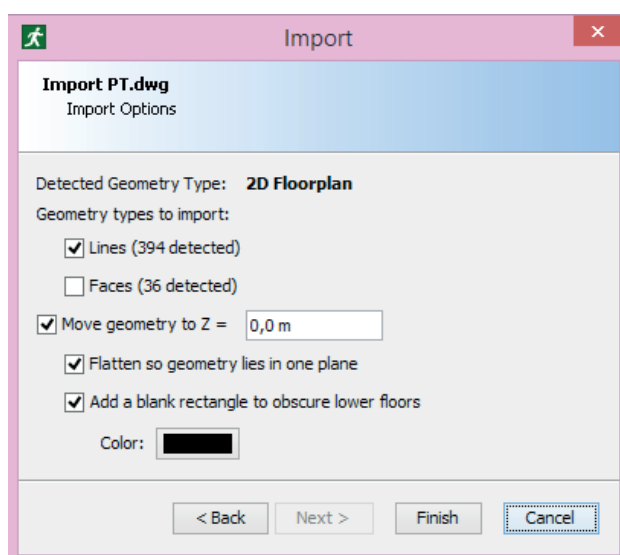 Import
Import PT.dwg
Import Options
Detected Geometry Type: 2D Floorplan
Geometry types to import:
Lines (394 detected)
Faces (36 detected)
Move geometry to Z = 0,0 m
Flatten so geometry lies in one plane
Add a blank rectangle to obscure lower floors
Color:
< Back Next > Finish Cancel